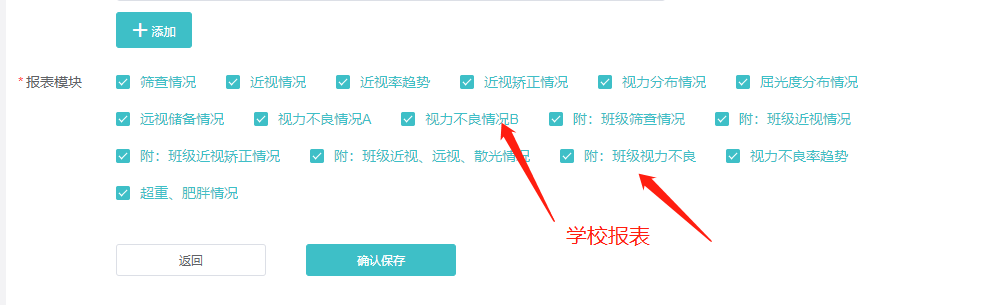 添加
*报表模块 筛查情况 近视情况 近视率趋势 近视矫正情况 视力分布情况 屈光度分布情况
远视储备情况 视力不良情况A 视力不良情况B 附：班级筛查情况 附：班级近视情况
附：班级近视矫正情况 附：班级近视、远视、散光情况 附：班级视力不良 视力不良率趋势
超重、肥胖情况
学校报表
返回 确认保存